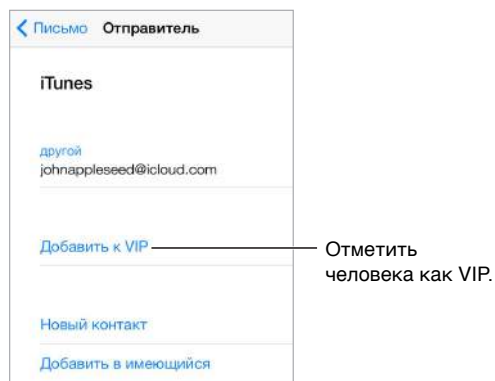 Письмо Отправитель
iTunes
другой
johnappleseed@icloud.com
Добавить к VIP
Отметить
человека как VIP.
Новый контакт
Добавить в имеющийся